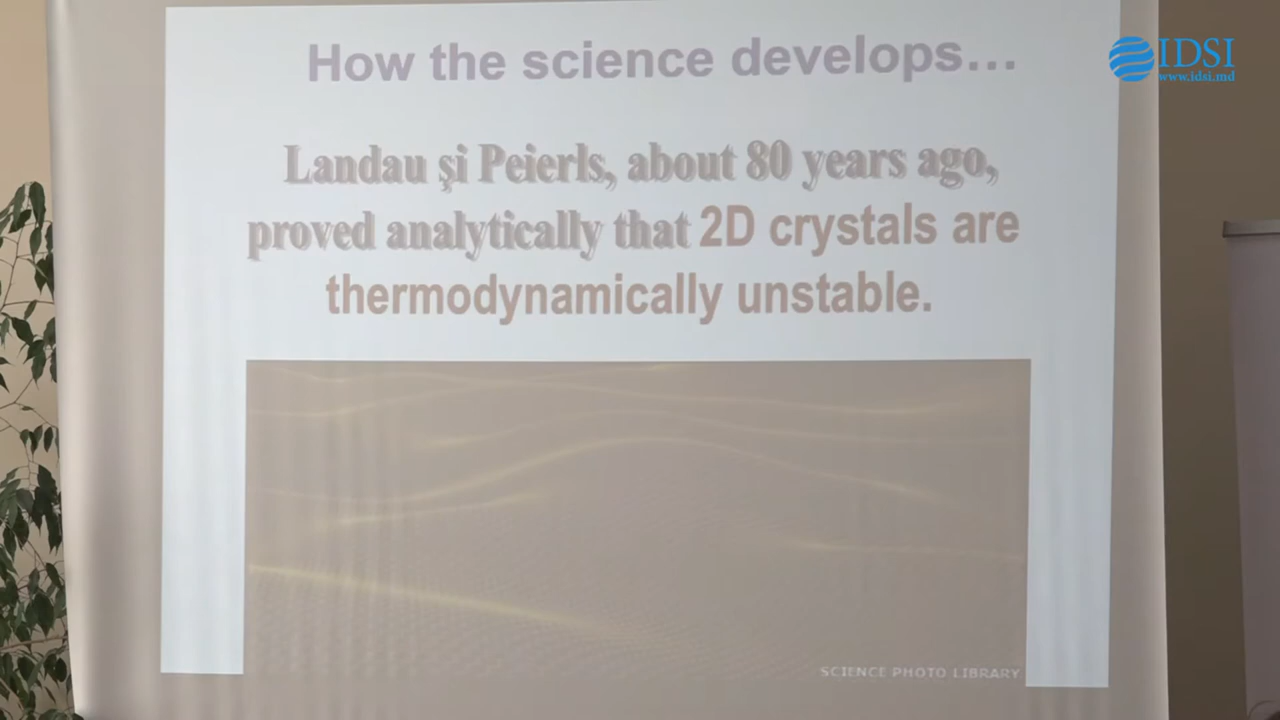 How the science develops...
IDSI
www.idsi.md
Landau şi Peierls, about 80 years ago,
proved analytically that 2D crystals are
thermodynamically unstable.
SCIENCE PHOTO LIBRARY